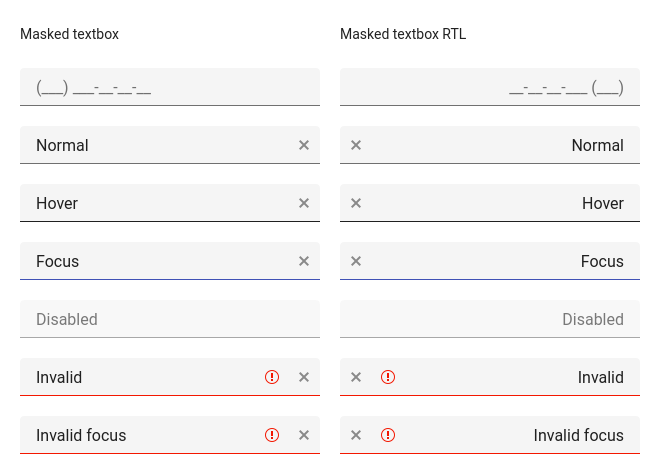 Masked textbox
(___) ___-__-__-__
Normal
Hover
Focus
Disabled
Invalid
Invalid focus
Masked textbox RTL
__-__-__-___ (___)
Normal
Hover
Focus
Disabled
Invalid
Invalid focus